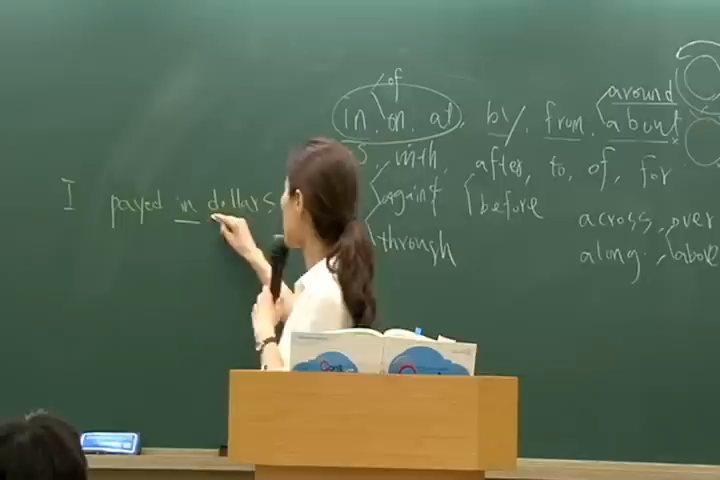 of
around
in . on . at , by , from . about
with
after , to , of , for
againt
before
across , over
I payed in dollars
through
along . above